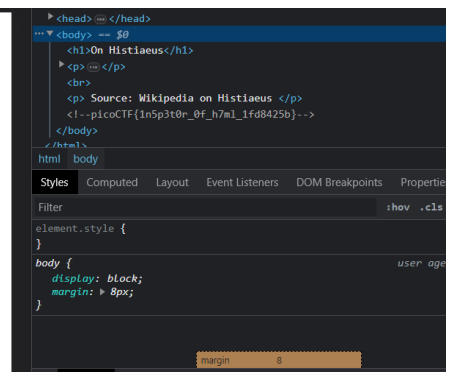 <head> … </head>
… <body> == $0
<h1>On Histiaeus</h1>
<p> … </p>
<br>
<p> Source: Wikipedia on Histiaeus </p>
<!--picoCTF{1n5p3t0r_0f_h7ml_1fd8425b}-->
</body>
</html>
html body
Styles Computed Layout Event Listeners DOM Breakpoints Propertie
Filter :hov .cls
element.style {
}
body { user age
display: block;
margin: 8px;
}
margin 8